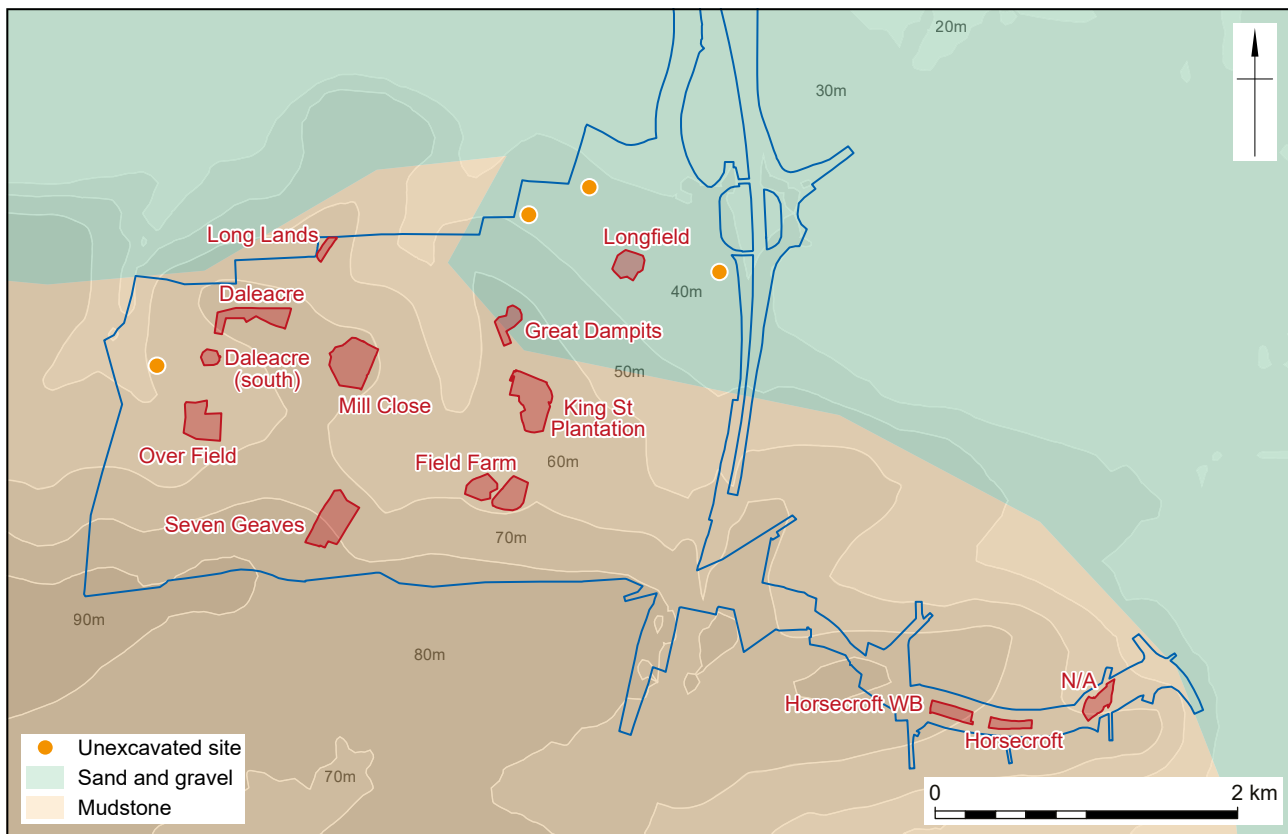 20m
30m
Long Lands
Longfield
Daleacre
40m
Great Dampits
Daleacre
(south)
50m
Mill Close
King St
Plantation
Over Field
Field Farm
60m
Seven Geaves
70m
90m
80m
N/A
Horsecroft WB
Horsecroft
Unexcavated site
Sand and gravel
70m
Mudstone
0
2 km